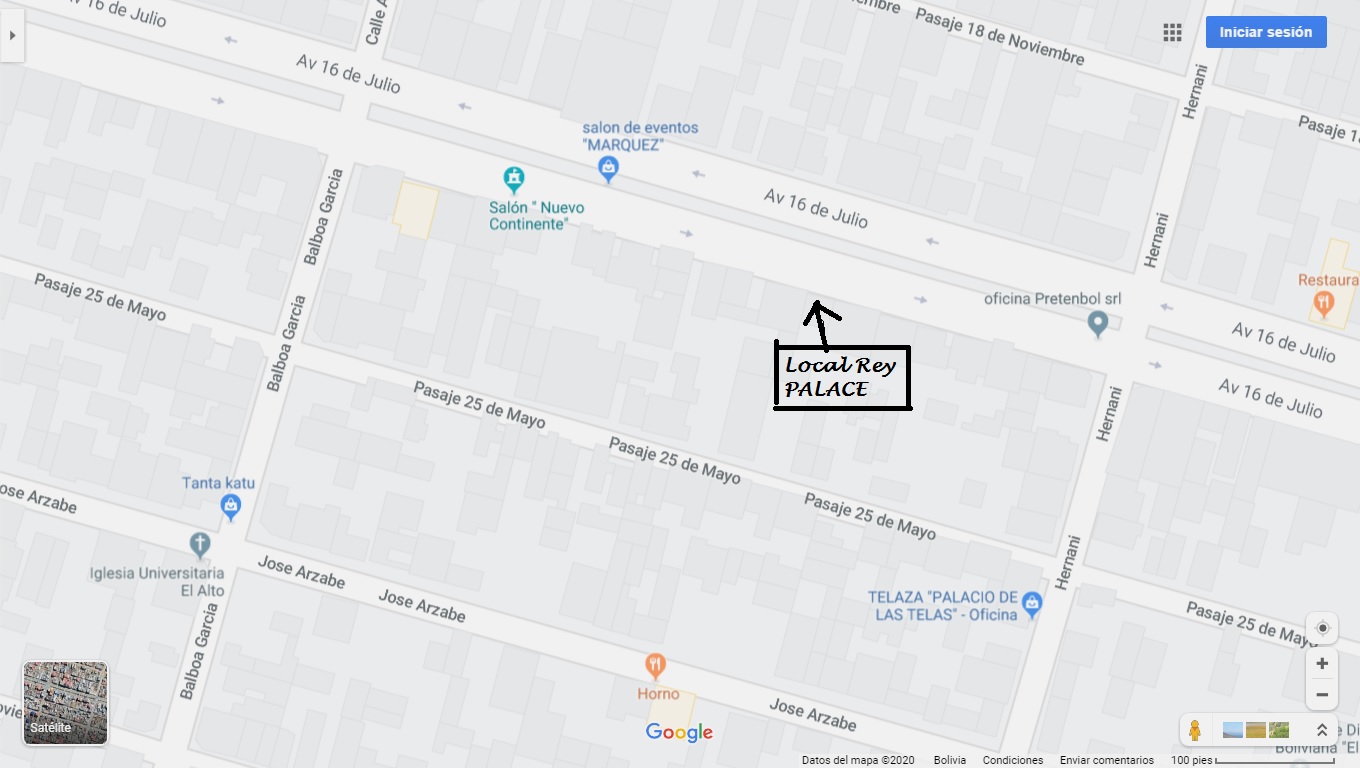 Av 16 de Julio
Calle A
Pasaje 18 de Noviembre
Iniciar sesión
Av 16 de Julio
Hernani
salon de eventos
"MARQUEZ"
Pasaje 1
Balboa Garcia
Salón " Nuevo
Continente"
Av 16 de Julio
Hernani
Restaura
Pasaje 25 de Mayo
oficina Pretenbol srl
Balboa Garcia
Av 16 de Julio
Local Rey
PALACE
Av 16 de Julio
Pasaje 25 de Mayo
Hernani
Pasaje 25 de Mayo
Tanta katu
ose Arzabe
Pasaje 25 de Mayo
Iglesia Universitaria
El Alto
Jose Arzabe
Jose Arzabe
Hernani
TELAZA "PALACIO DE
LAS TELAS" - Oficina
Pasaje 25 de Mayo
Balboa Garcia
Horno
Jose Arzabe
Satélite
Google
Boliviana "El
Datos del mapa ©2020 Bolivia Condiciones Enviar comentarios 100 pies